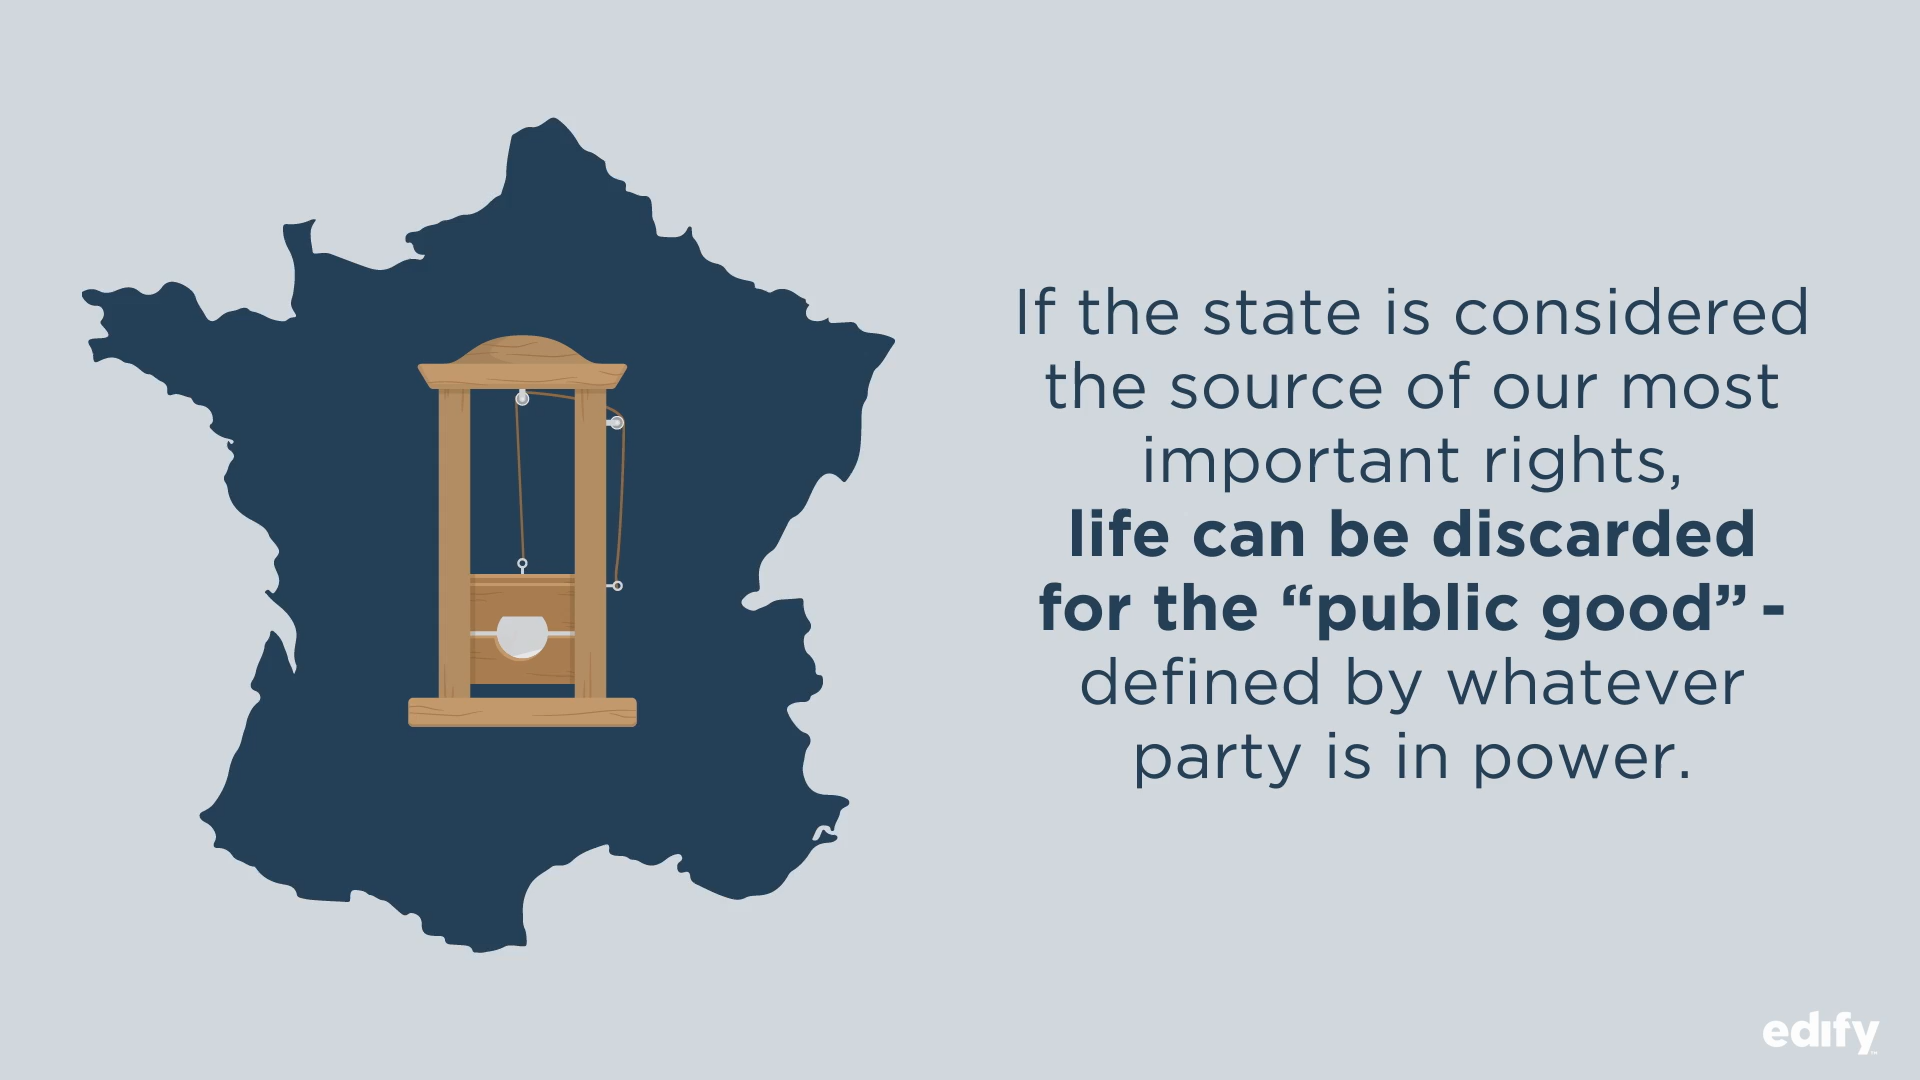 If the state is considered
the source of our most
important rights,
life can be discarded
for the “public good” -
defined by whatever
party is in power.
edify